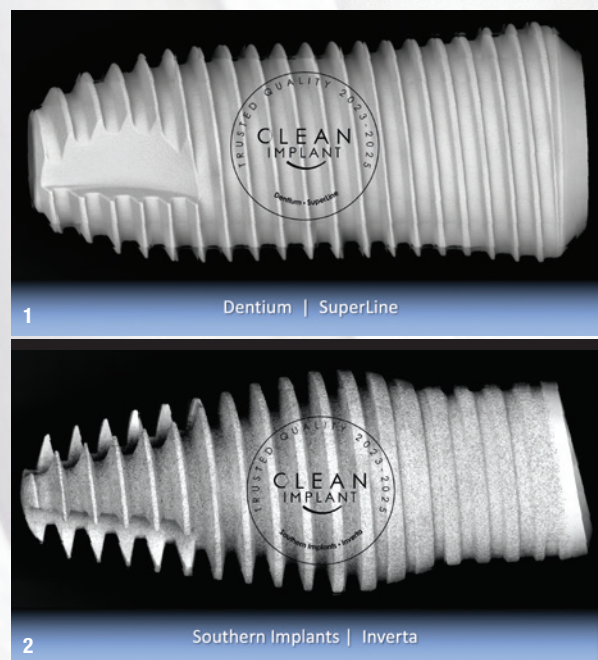 TRUSTED QUALITY 2023-2025
CLEAN
IMPLANT
Dentium • SuperLine
1
Dentium | SuperLine
TRUSTED QUALITY 2023-2025
CLEAN
IMPLANT
Southern Implants • Inverta
2
Southern Implants | Inverta